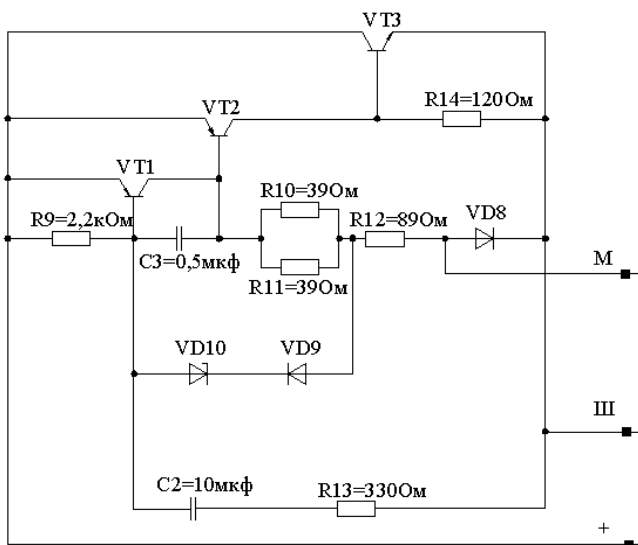 VT3
R14=120Ом
VT2
VT1
R10=39Ом
R9=2,2кОм
R12=89Ом
VD8
C3=0,5мкф
R11=39Ом
М
VD10
VD9
Ш
C2=10мкф
R13=330Ом
+